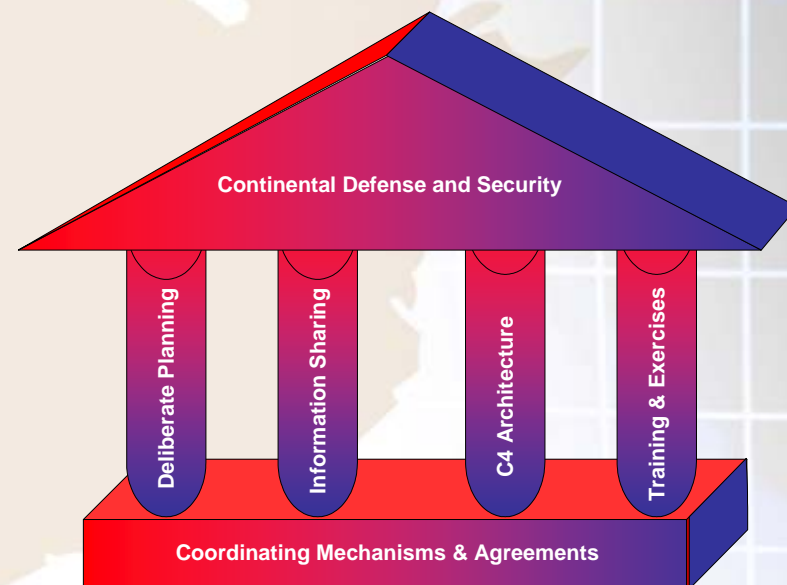 Continental Defense and Security
Deliberate Planning
Information Sharing
C4 Architecture
Training & Exercises
Coordinating Mechanisms & Agreements